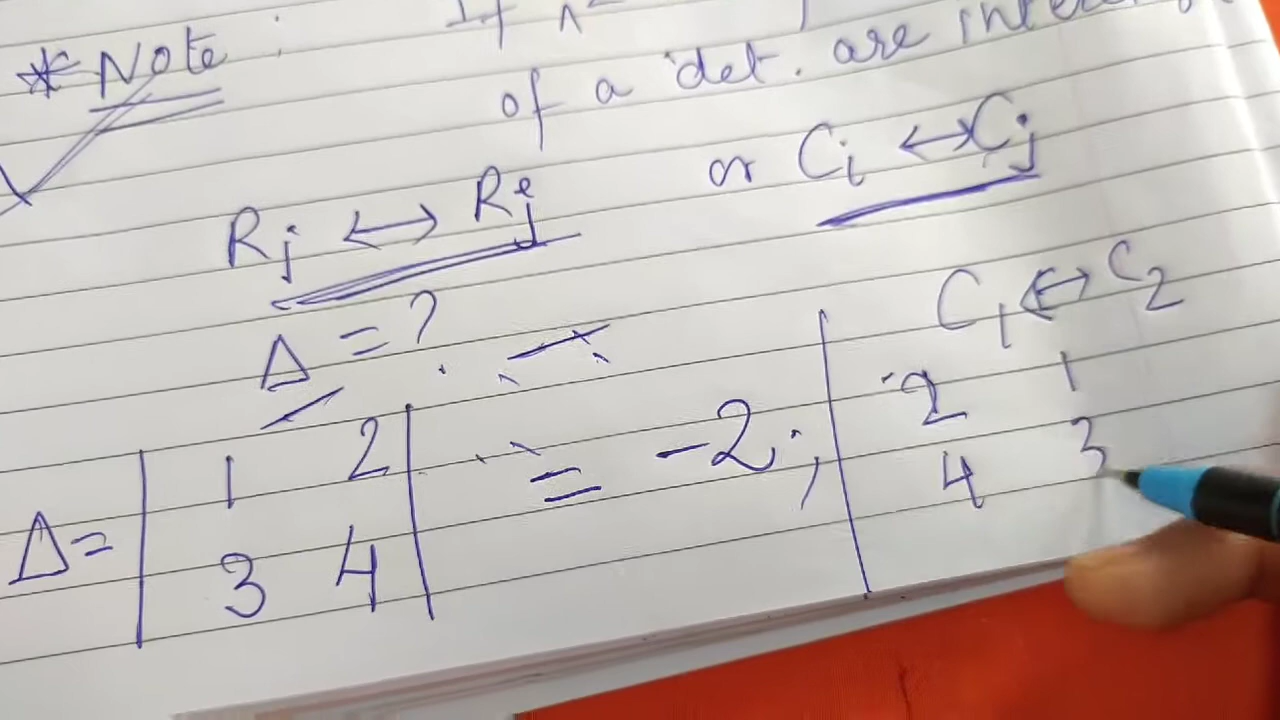 * Note :
of a det. are
or Ci ↔ Cj
Rj ↔ Rj
Δ = ?
C1 ↔ C2
Δ = | 1 2 | = -2 ; | 2 1
3 4 | 4 3